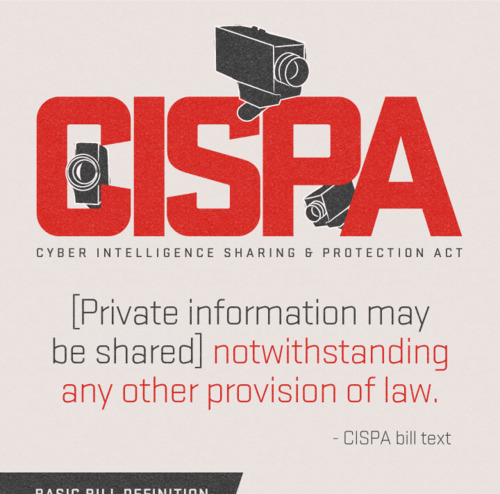 CISPA
CYBER INTELLIGENCE SHARING & PROTECTION ACT
[Private information may
be shared] notwithstanding
any other provision of law.
- CISPA bill text
BASIC BILL DEFINITION